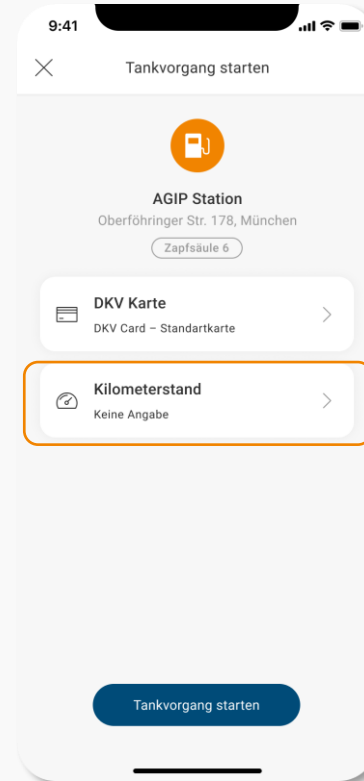 9:41
Tankvorgang starten
AGIP Station
Oberföhringer Str. 178, München
Zapfsäule 6
DKV Karte
DKV Card – Standartkarte
Kilometerstand
Keine Angabe
Tankvorgang starten